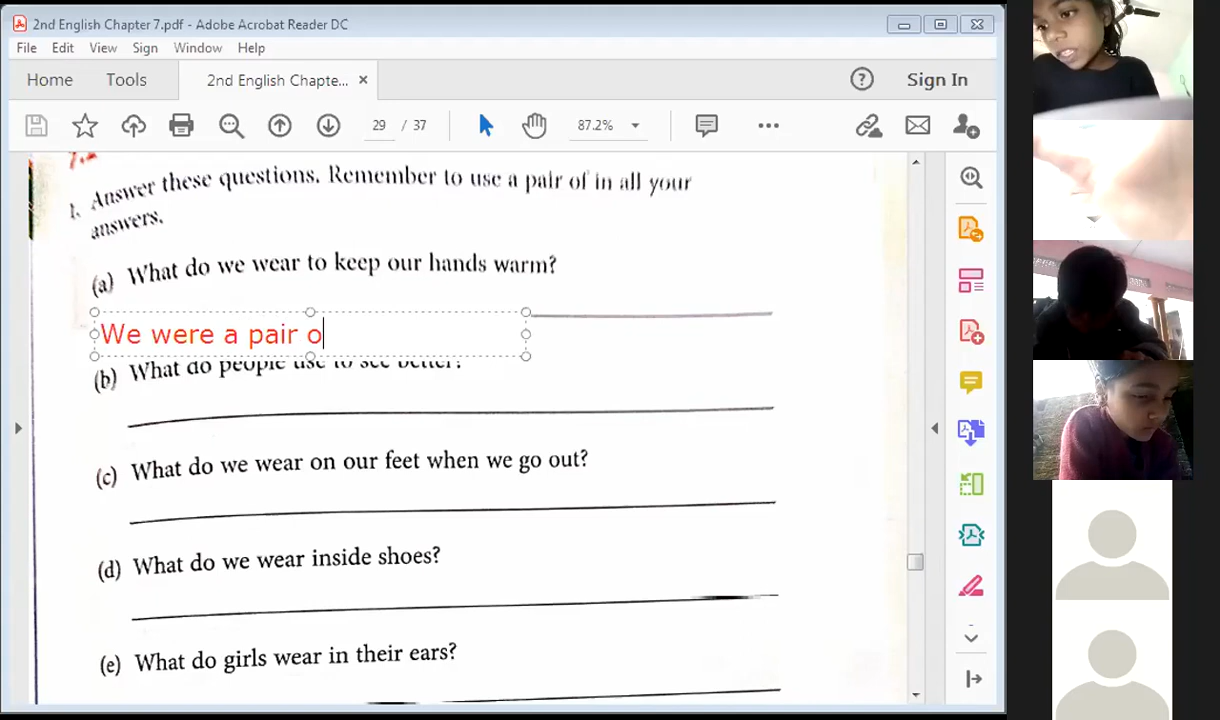 2nd English Chapter 7.pdf - Adobe Acrobat Reader DC
File Edit View Sign Window Help
Home Tools 2nd English Chapte... × ? Sign In
29 / 37 87.2%
1. Answer these questions. Remember to use a pair of in all your
answers.
(a) What do we wear to keep our hands warm?
We were a pair o
(b) What do people use to see better?
(c) What do we wear on our feet when we go out?
(d) What do we wear inside shoes?
(e) What do girls wear in their ears?